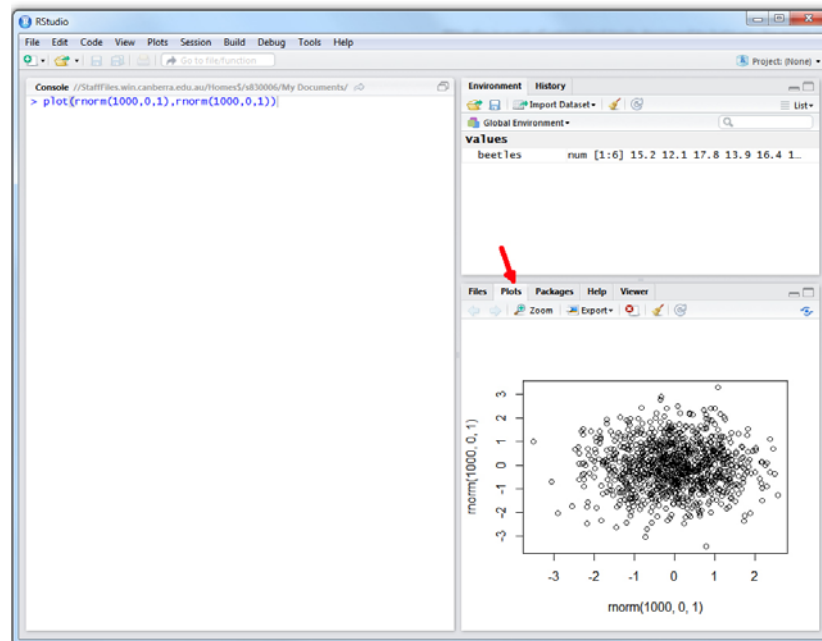 RStudio
File Edit Code View Plots Session Build Debug Tools Help
Go to file/function
Project: (None)
Console //StaffFiles.win.canberra.edu.au/Homes$/s830006/My Documents/
> plot(rnorm(1000,0,1),rnorm(1000,0,1))
Environment History
Import Dataset
List
Global Environment
values
beetles num [1:6] 15.2 12.1 17.8 13.9 16.4 1…
Files Plots Packages Help Viewer
Zoom Export
rnorm(1000, 0, 1)
3
2
1
0
-1
-2
-3
-3 -2 -1 0 1 2
rnorm(1000, 0, 1)